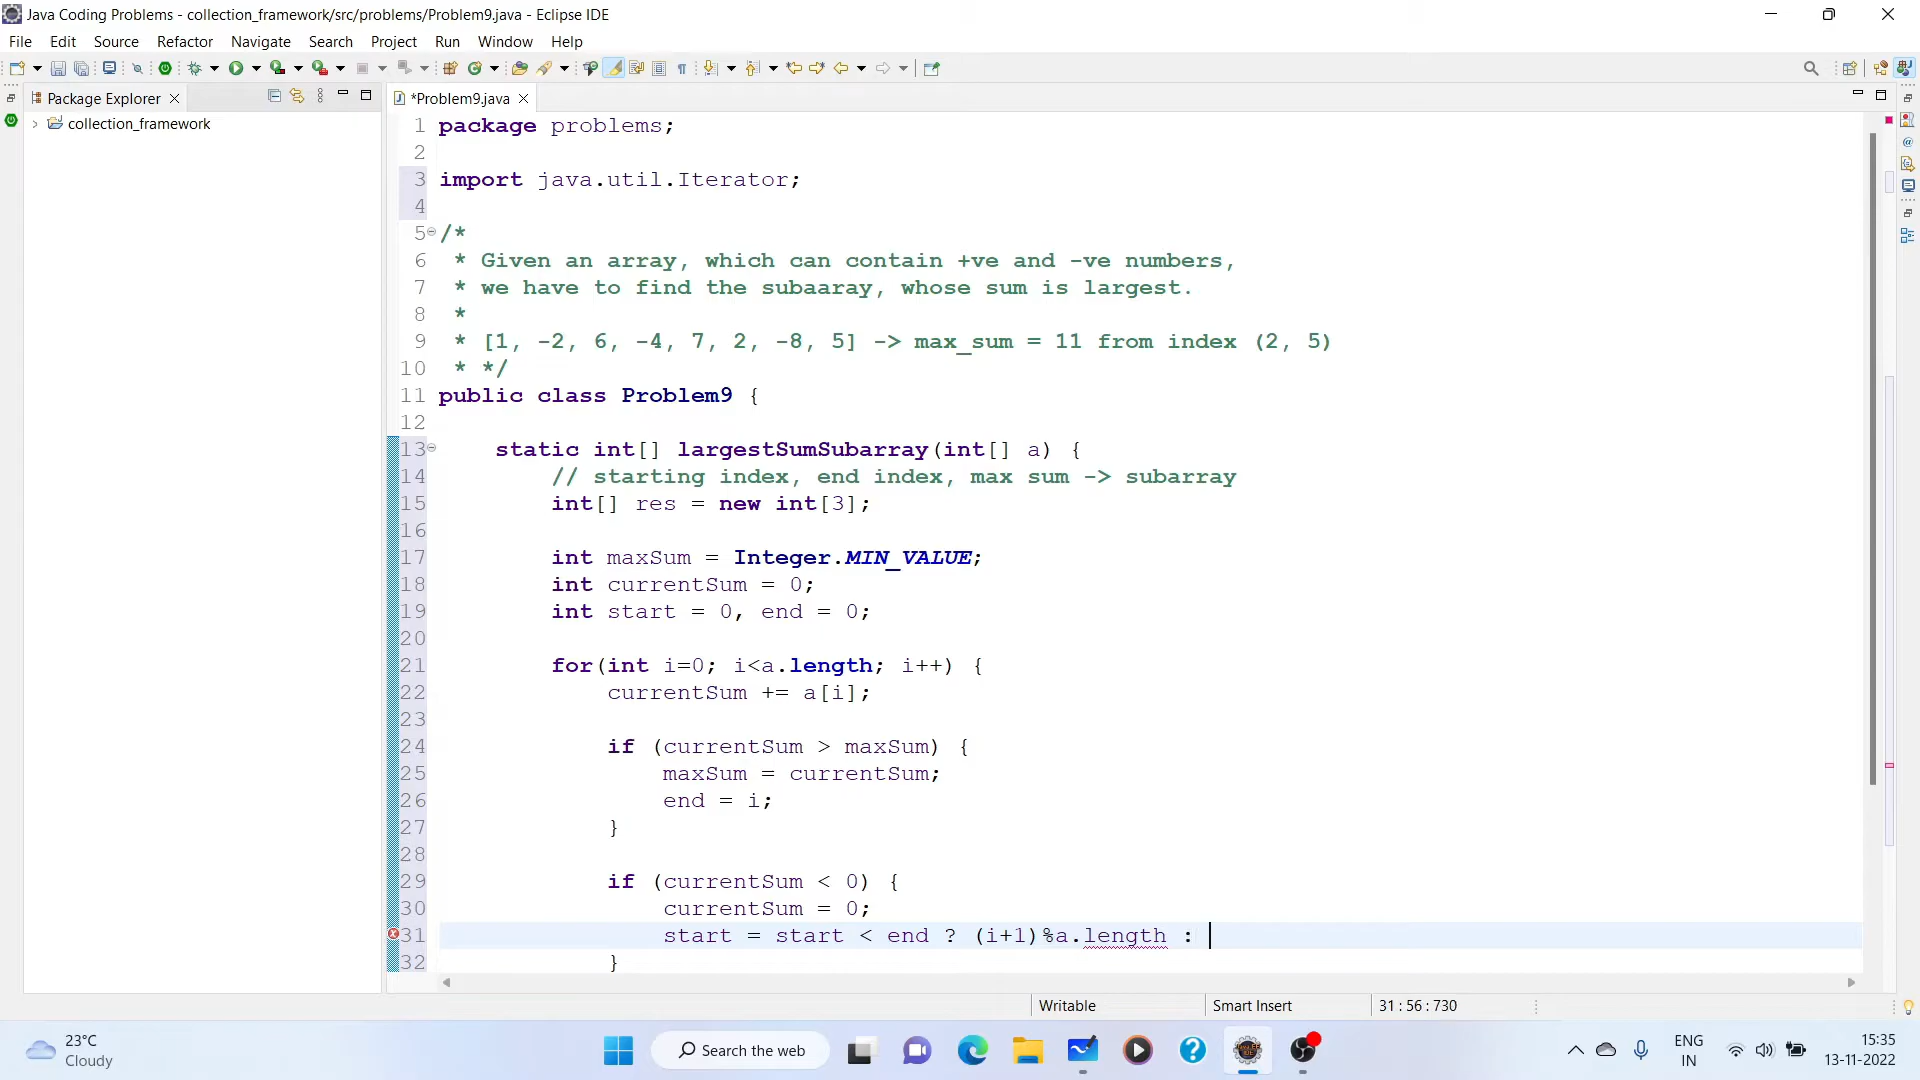 Java Coding Problems - collection_framework/src/problems/Problem9.java - Eclipse IDE
File Edit Source Refactor Navigate Search Project Run Window Help
Package Explorer
*Problem9.java
collection_framework
1 package problems;
2
3 import java.util.Iterator;
4
5 /*
6 * Given an array, which can contain +ve and -ve numbers,
7 * we have to find the subaaray, whose sum is largest.
8 *
9 * [1, -2, 6, -4, 7, 2, -8, 5] -> max_sum = 11 from index (2, 5)
10 * */
11 public class Problem9 {
12
13 static int[] largestSumSubarray(int[] a) {
14 // starting index, end index, max sum -> subarray
15 int[] res = new int[3];
16
17 int maxSum = Integer.MIN_VALUE;
18 int currentSum = 0;
19 int start = 0, end = 0;
20
21 for(int i=0; i<a.length; i++) {
22 currentSum += a[i];
23
24 if (currentSum > maxSum) {
25 maxSum = currentSum;
26 end = i;
27 }
28
29 if (currentSum < 0) {
30 currentSum = 0;
31 start = start < end ? (i+1)%a.length :
32 }
Writable Smart Insert 31 : 56 : 730
23°C
Cloudy
Search the web
ENG
IN
15:35
13-11-2022